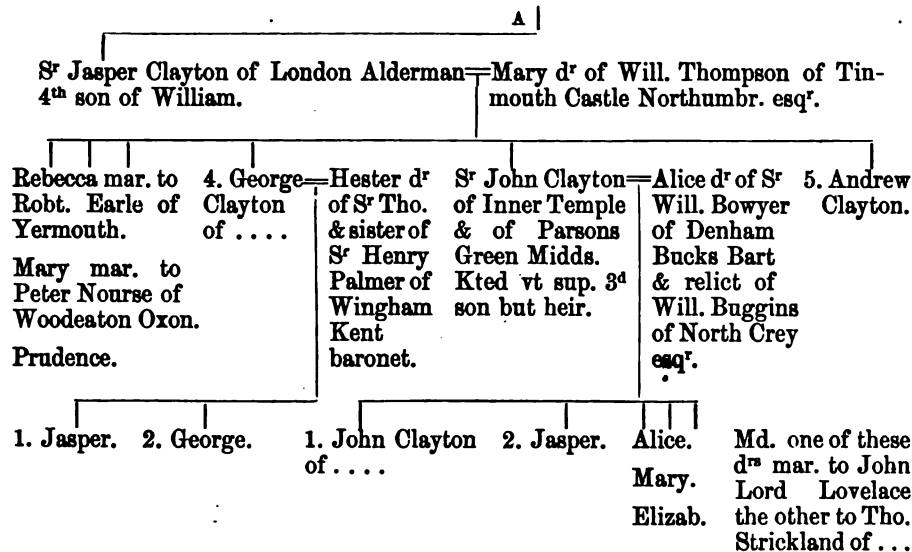 A
Sʳ Jasper Clayton of London Alderman=Mary dʳ of Will. Thompson of Tin-
4ᵗʰ son of William.
mouth Castle Northumbr. esqʳ.
Rebecca mar. to
Robt. Earle of
Yermouth.
Mary mar. to
Peter Nourse of
Woodeaton Oxon.
Prudence.
4. George=
Clayton
of ....
Hester dʳ
of Sʳ Tho.
& sister of
Sʳ Henry
Palmer of
Wingham
Kent
baronet.
Sʳ John Clayton=
of Inner Temple
& of Parsons
Green Midds.
Kted vt sup. 3ᵈ
son but heir.
Alice dʳ of Sʳ
Will. Bowyer
of Denham
Bucks Bart
& relict of
Will. Buggins
of North Crey
esqʳ.
5. Andrew
Clayton.
1. Jasper.
2. George.
1. John Clayton
of ....
2. Jasper.
Alice.
Mary.
Elizab.
Md. one of these
dʳˢ mar. to John
Lord Lovelace
the other to Tho.
Strickland of ...